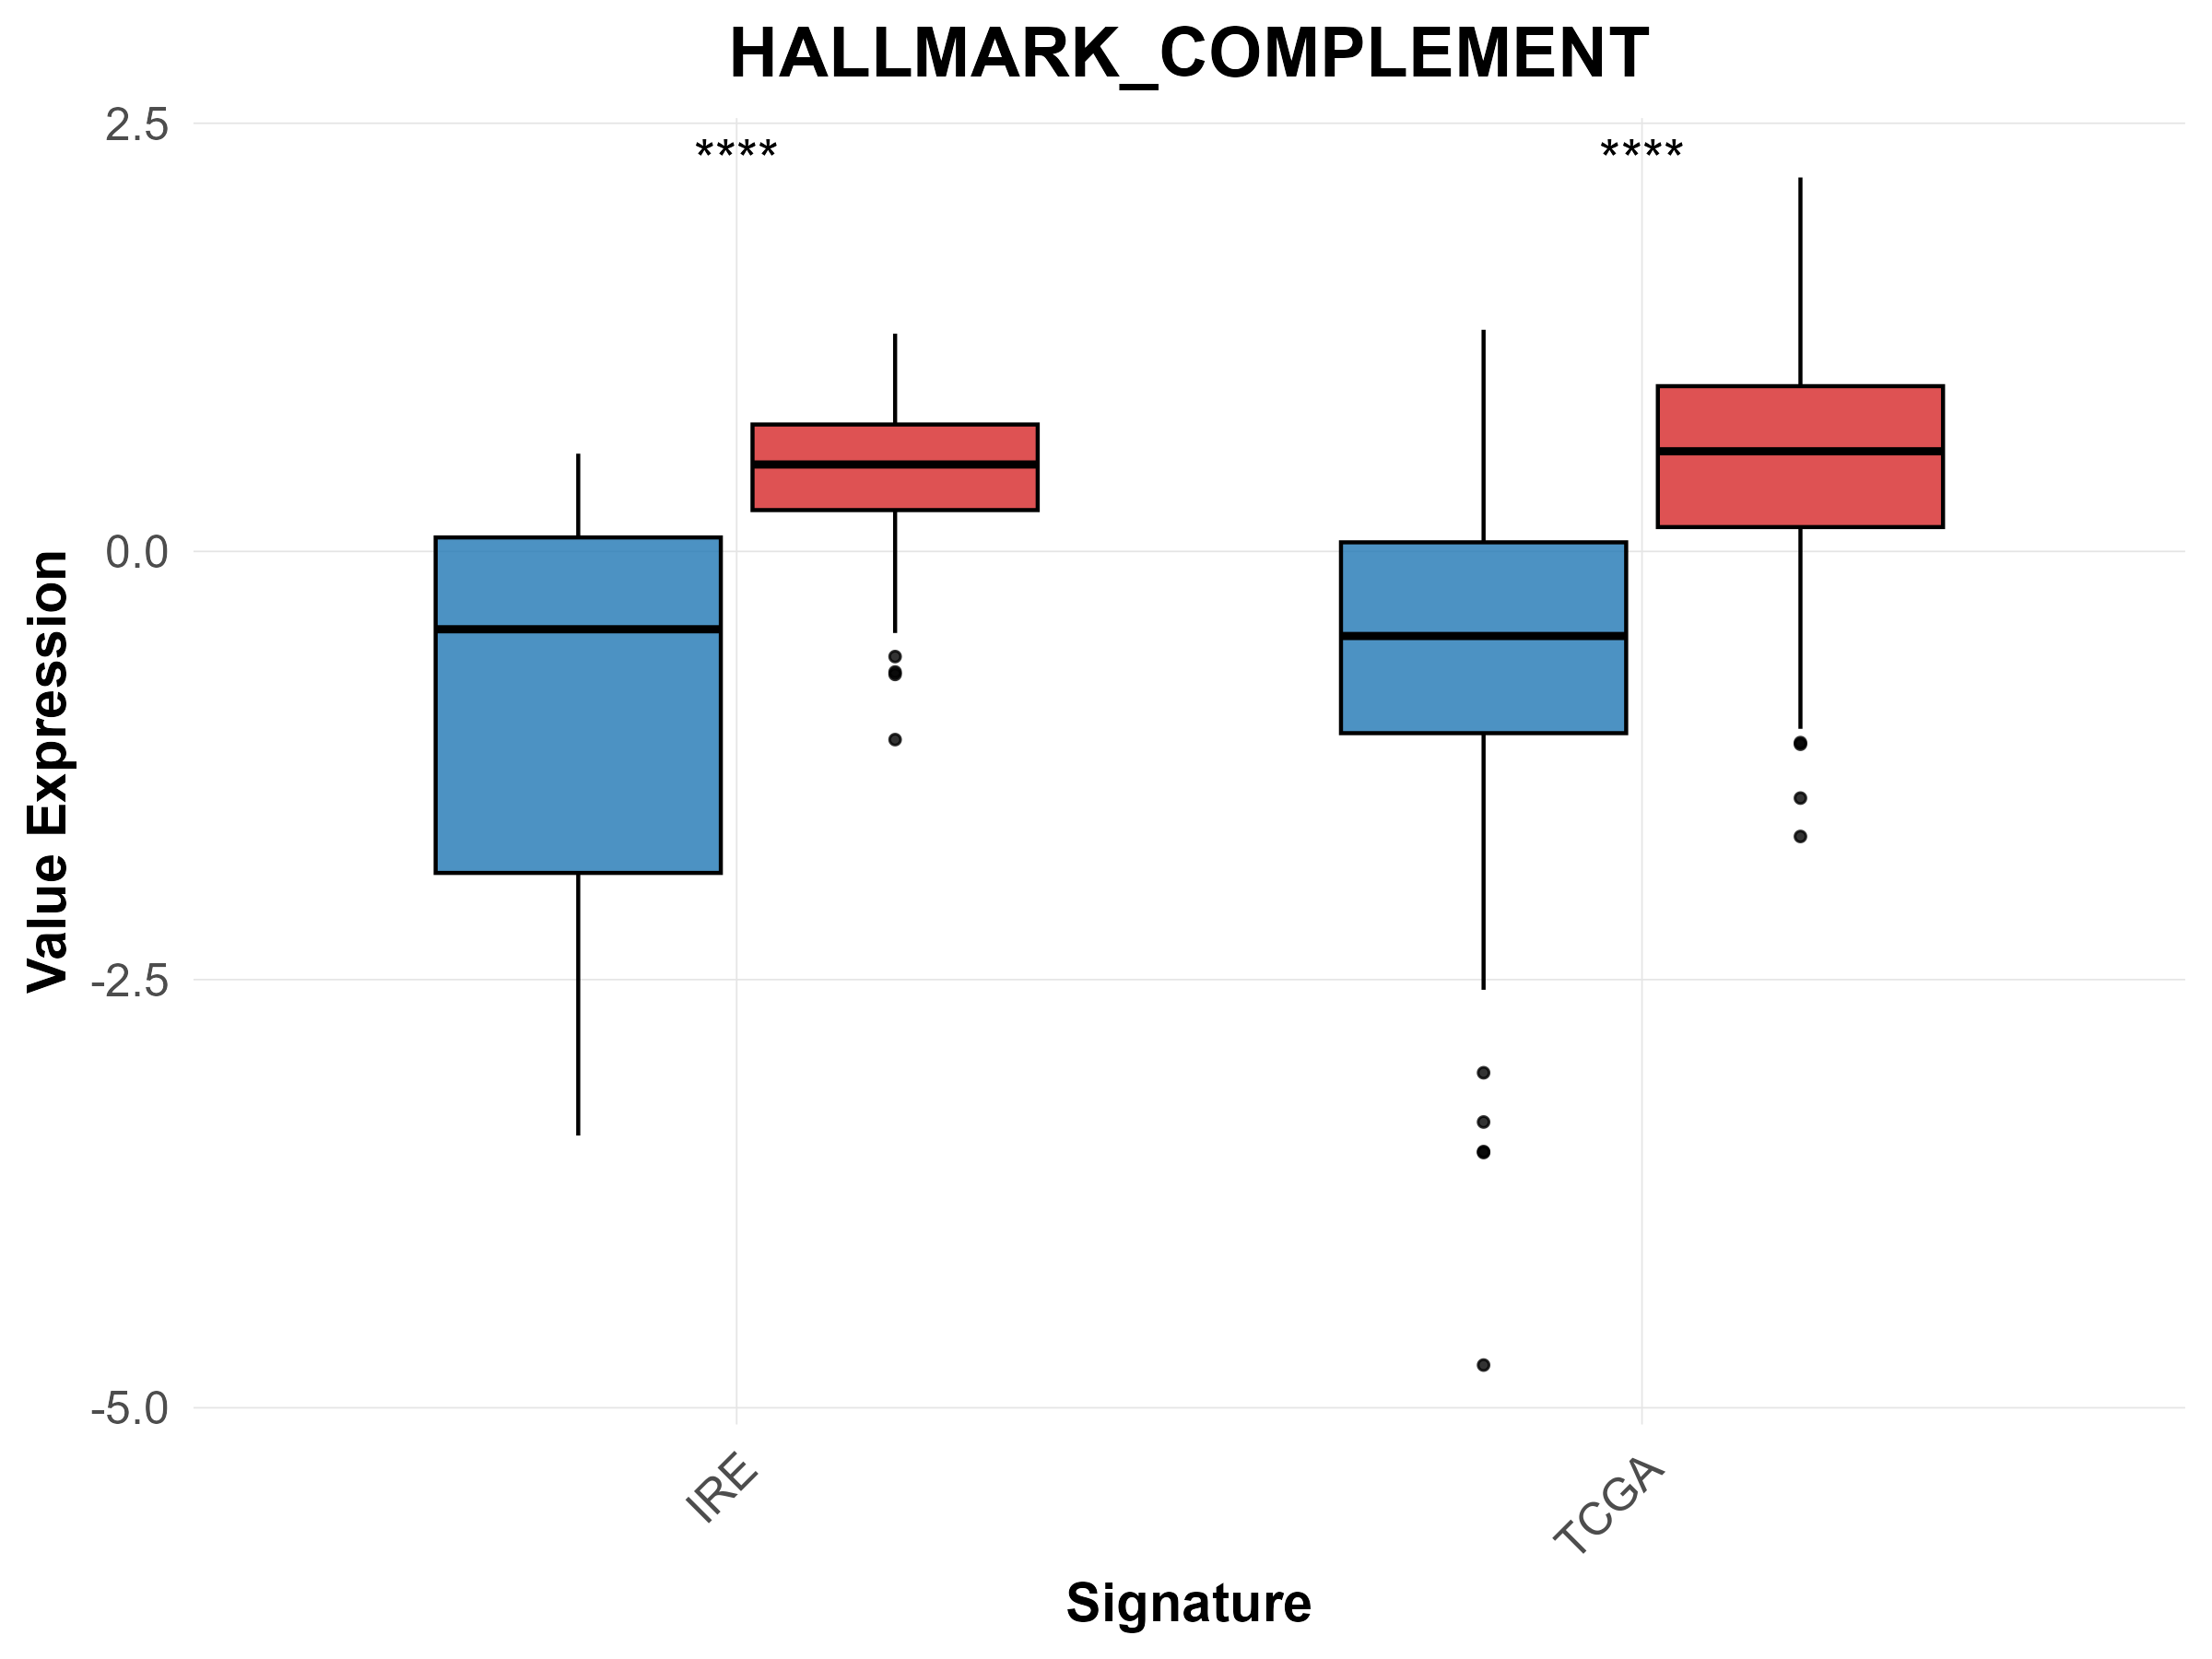 HALLMARK_COMPLEMENT
2.5
**** ****
0.0
-2.5
-5.0
Value Expression
IRE TCGA
Signature